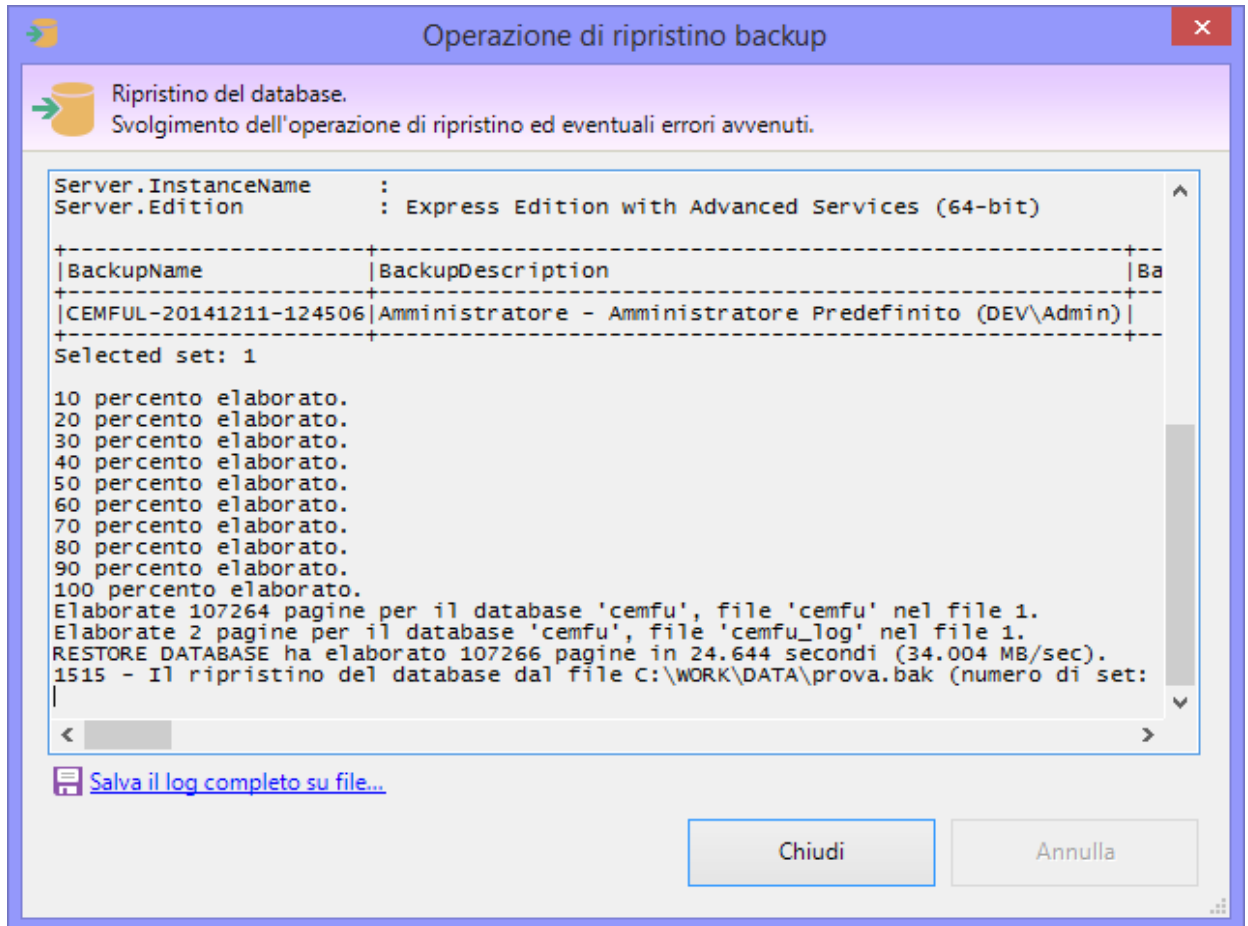 Operazione di ripristino backup
Ripristino del database.
Svolgimento dell'operazione di ripristino ed eventuali errori avvenuti.
Server.InstanceName     :
Server.Edition          : Express Edition with Advanced Services (64-bit)
+-----------------------+-------------------------------------------------------+--
|BackupName             |BackupDescription                                      |Ba
+-----------------------+-------------------------------------------------------+--
|CEMFUL-20141211-124506|Amministratore - Amministratore Predefinito (DEV\Admin)|
+-----------------------+-------------------------------------------------------+--
Selected set: 1
10 percento elaborato.
20 percento elaborato.
30 percento elaborato.
40 percento elaborato.
50 percento elaborato.
60 percento elaborato.
70 percento elaborato.
80 percento elaborato.
90 percento elaborato.
100 percento elaborato.
Elaborate 107264 pagine per il database 'cemfu', file 'cemfu' nel file 1.
Elaborate 2 pagine per il database 'cemfu', file 'cemfu_log' nel file 1.
RESTORE DATABASE ha elaborato 107266 pagine in 24.644 secondi (34.004 MB/sec).
1515 - Il ripristino del database dal file C:\WORK\DATA\prova.bak (numero di set:
Salva il log completo su file...
Chiudi
Annulla